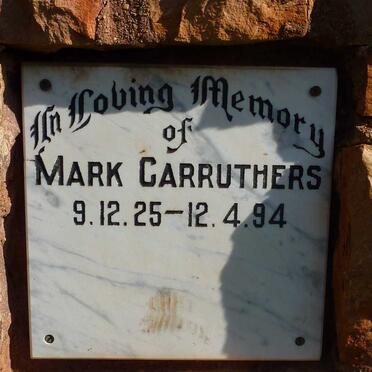 In Loving Memory
of
MARK CARRUTHERS
9.12.25-12.4.94